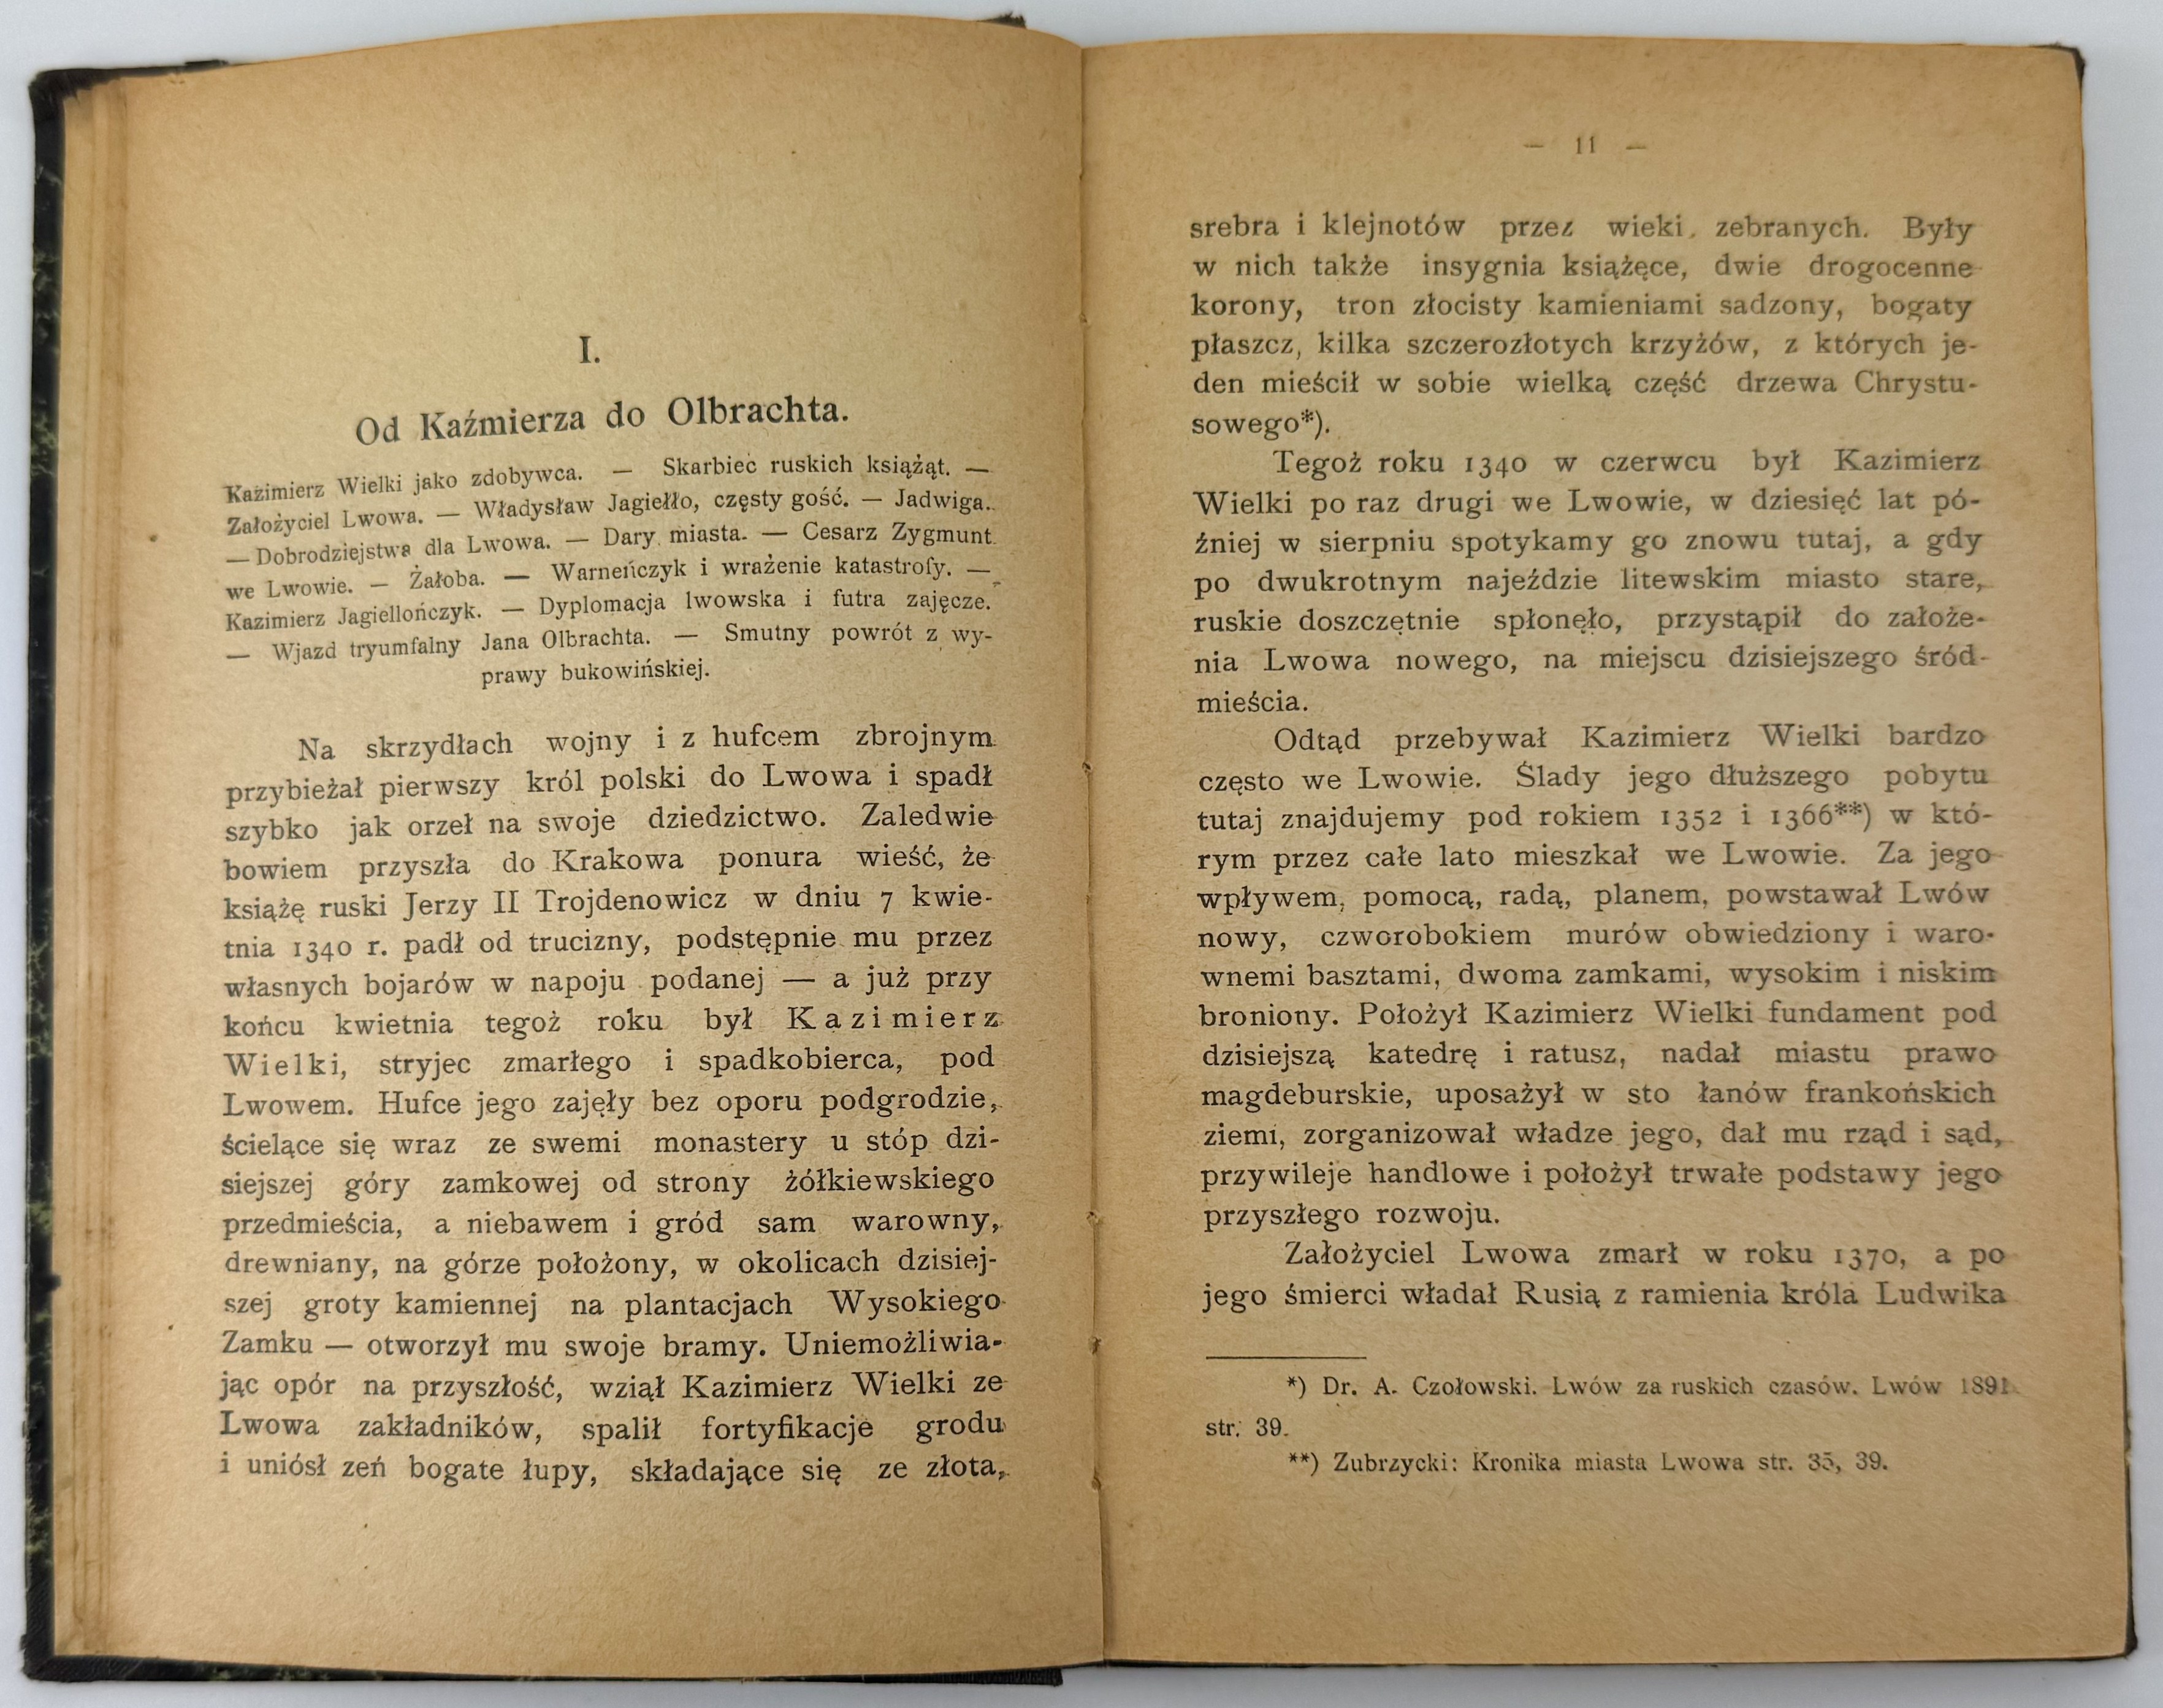 I.
Od Kaźmierza do Olbrachta.
Kazimierz Wielki jako zdobywca. — Skarbiec ruskich książąt. —
Założyciel Lwowa. — Władysław Jagiełło, częsty gość. — Jadwiga.
— Dobrodziejstwa dla Lwowa. — Dary miasta. — Cesarz Zygmunt
we Lwowie. — Żałoba. — Warneńczyk i wrażenie katastrofy. —
Kazimierz Jagiellończyk. — Dyplomacja lwowska i futra zajęcze.
— Wjazd tryumfalny Jana Olbrachta. — Smutny powrót z wy-
prawy bukowińskiej.
Na skrzydłach wojny i z hufcem zbrojnym
przybieżał pierwszy król polski do Lwowa i spadł
szybko jak orzeł na swoje dziedzictwo. Zaledwie
bowiem przyszła do Krakowa ponura wieść, że
książę ruski Jerzy II Trojdenowicz w dniu 7 kwie-
tnia 1340 r. padł od trucizny, podstępnie mu przez
własnych bojarów w napoju podanej — a już przy
końcu kwietnia tegoż roku był Kazimierz
Wielki, stryjec zmarłego i spadkobierca, pod
Lwowem. Hufce jego zajęły bez oporu podgrodzie,
ścielące się wraz ze swemi monastery u stóp dzi-
siejszej góry zamkowej od strony żółkiewskiego
przedmieścia, a niebawem i gród sam warowny,
drewniany, na górze położony, w okolicach dzisiej-
szej groty kamiennej na plantacjach Wysokiego
Zamku — otworzył mu swoje bramy. Uniemożliwia-
jąc opór na przyszłość, wziął Kazimierz Wielki ze
Lwowa zakładników, spalił fortyfikacje grodu
i uniósł zeń bogate łupy, składające się ze złota,
— 11 —
srebra i klejnotów przez wieki zebranych. Były
w nich także insygnia książęce, dwie drogocenne
korony, tron złocisty kamieniami sadzony, bogaty
płaszcz, kilka szczerozłotych krzyżów, z których je-
den mieścił w sobie wielką część drzewa Chrystu-
sowego*).
Tegoż roku 1340 w czerwcu był Kazimierz
Wielki po raz drugi we Lwowie, w dziesięć lat pó-
źniej w sierpniu spotykamy go znowu tutaj, a gdy
po dwukrotnym najeździe litewskim miasto stare,
ruskie doszczętnie spłonęło, przystąpił do założe-
nia Lwowa nowego, na miejscu dzisiejszego śród-
mieścia.
Odtąd przebywał Kazimierz Wielki bardzo
często we Lwowie. Ślady jego dłuższego pobytu
tutaj znajdujemy pod rokiem 1352 i 1366**) w któ-
rym przez całe lato mieszkał we Lwowie. Za jego
wpływem, pomocą, radą, planem, powstawał Lwów
nowy, czworobokiem murów obwiedziony i waro-
wnemi basztami, dwoma zamkami, wysokim i niskim
broniony. Położył Kazimierz Wielki fundament pod
dzisiejszą katedrę i ratusz, nadał miastu prawo
magdeburskie, uposażył w sto łanów frankońskich
ziemi, zorganizował władze jego, dał mu rząd i sąd,
przywileje handlowe i położył trwałe podstawy jego
przyszłego rozwoju.
Założyciel Lwowa zmarł w roku 1370, a po
jego śmierci władał Rusią z ramienia króla Ludwika
*) Dr. A. Czołowski. Lwów za ruskich czasów. Lwów 1891
str. 39.
**) Zubrzycki: Kronika miasta Lwowa str. 35, 39.